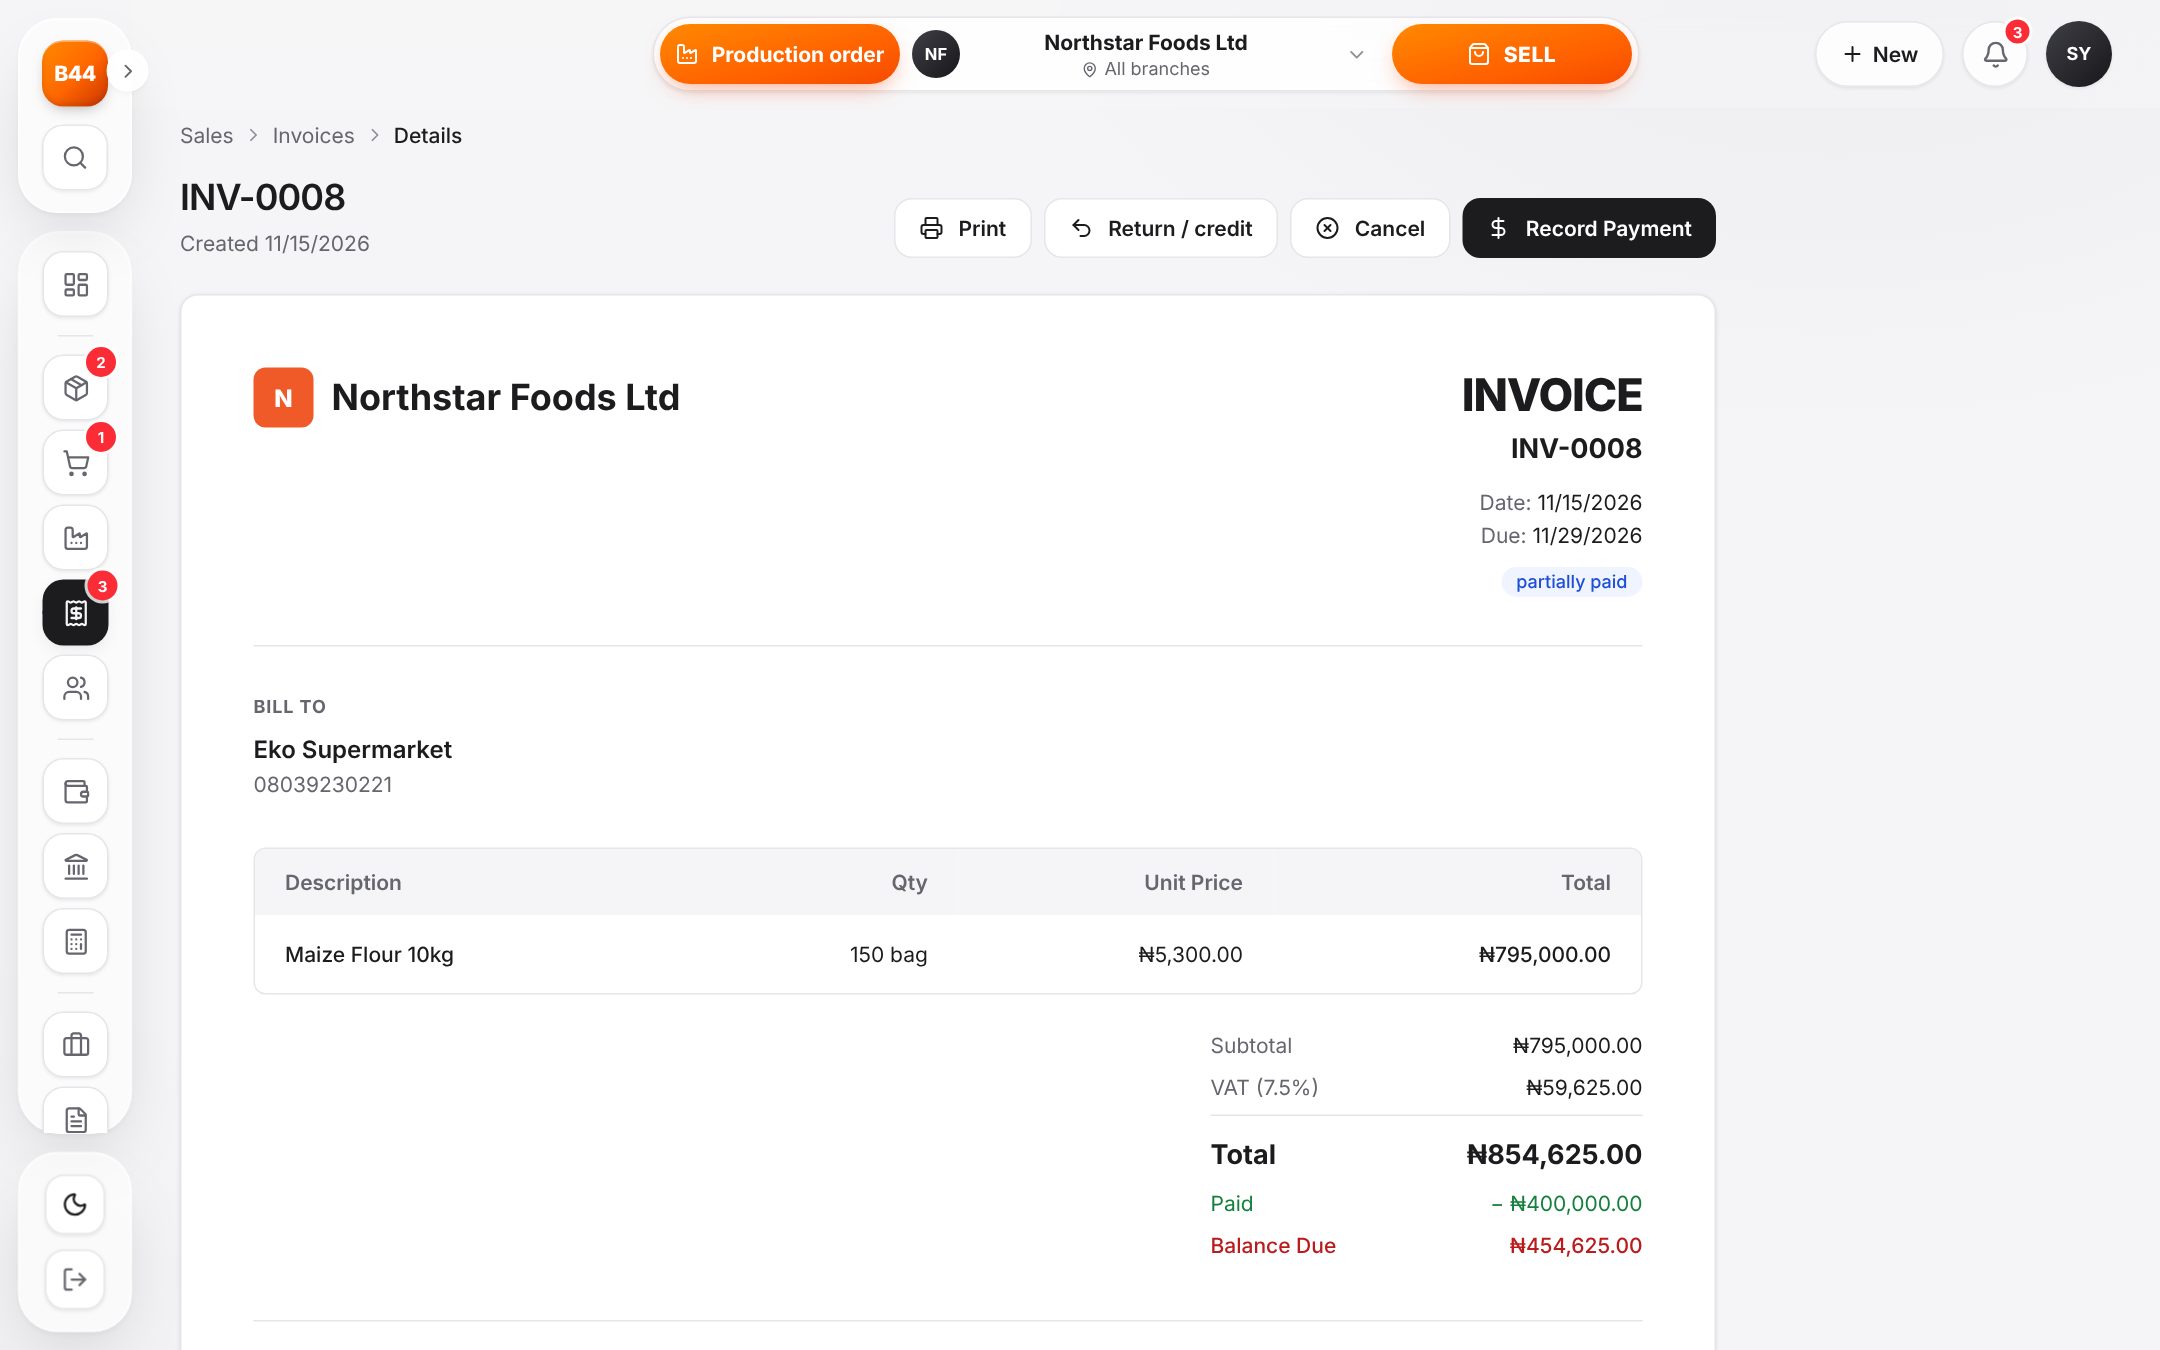 B44
Production order
NF
Northstar Foods Ltd
All branches
SELL
New
3
SY
Sales > Invoices > Details
INV-0008
Created 11/15/2026
Print
Return / credit
Cancel
Record Payment
2
1
3
N
Northstar Foods Ltd
INVOICE
INV-0008
Date: 11/15/2026
Due: 11/29/2026
partially paid
BILL TO
Eko Supermarket
08039230221
Description Qty Unit Price Total
Maize Flour 10kg 150 bag ₦5,300.00 ₦795,000.00
Subtotal ₦795,000.00
VAT (7.5%) ₦59,625.00
Total ₦854,625.00
Paid – ₦400,000.00
Balance Due ₦454,625.00